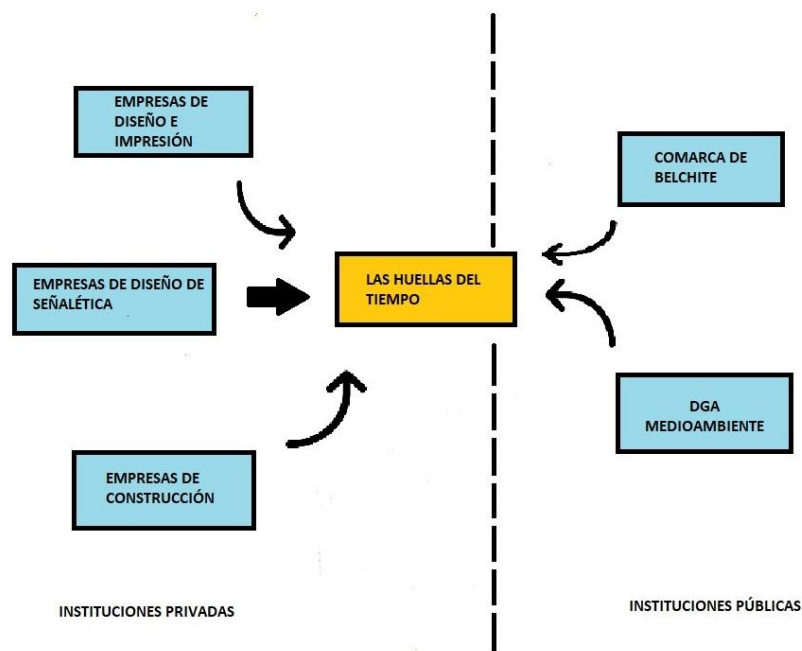 EMPRESAS DE
DISEÑO E
IMPRESIÓN
COMARCA DE
BELCHITE
EMPRESAS DE DISEÑO DE
SEÑALÉTICA
LAS HUELLAS DEL
TIEMPO
DGA
MEDIOAMBIENTE
EMPRESAS DE
CONSTRUCCIÓN
INSTITUCIONES PRIVADAS
INSTITUCIONES PÚBLICAS